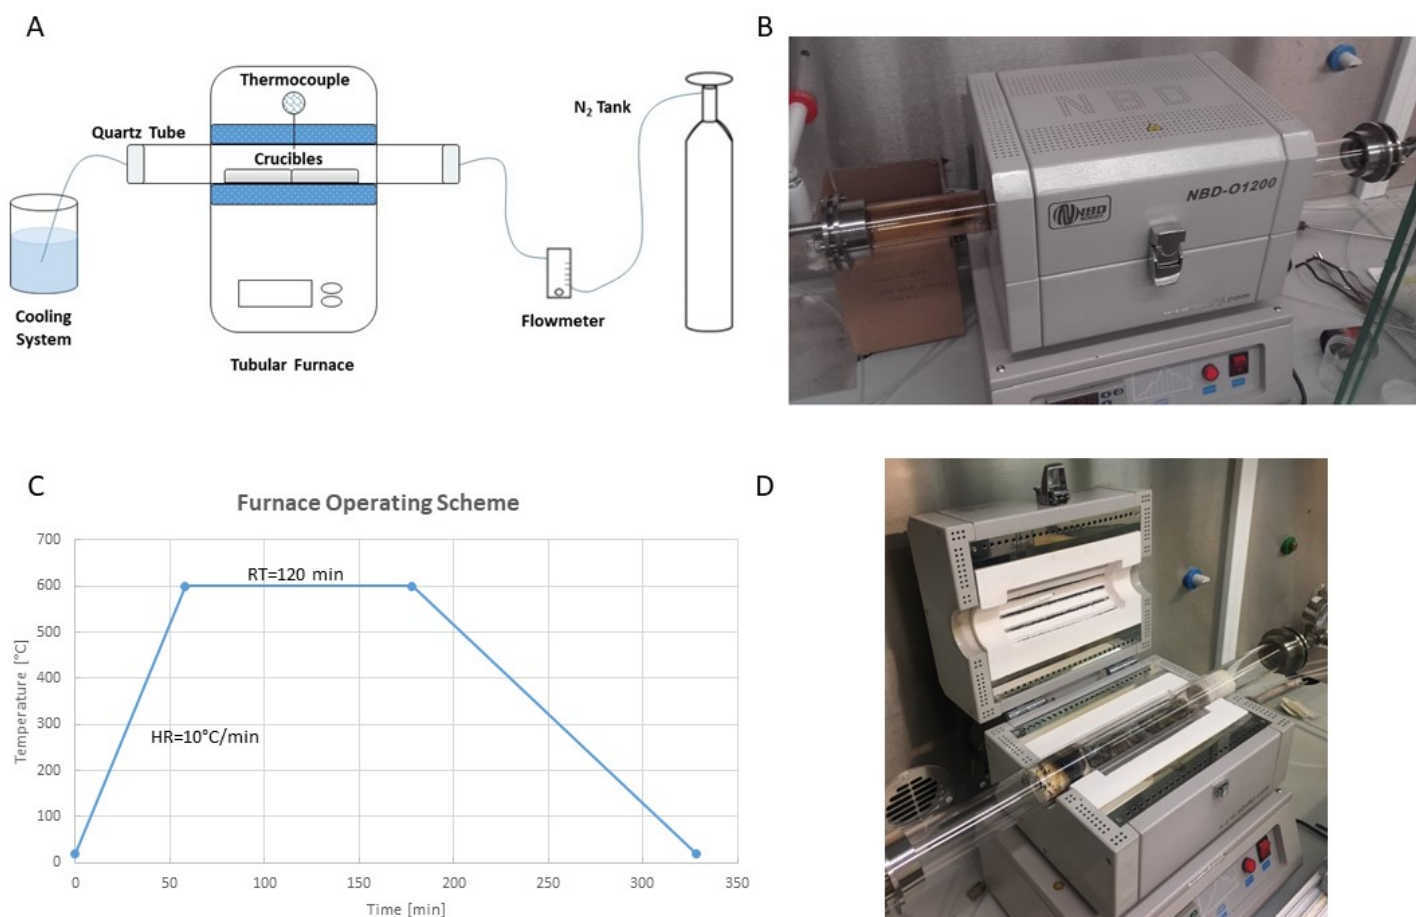 A
Thermocouple
N₂ Tank
Quartz Tube
Crucibles
Cooling
System
Flowmeter
Tubular Furnace
B
NBD
NBD-O1200
NBD
.com
C
Furnace Operating Scheme
700
600
500
400
300
200
100
0
RT=120 min
HR=10°C/min
Temperature [°C]
0 50 100 150 200 250 300 350
Time [min]
D